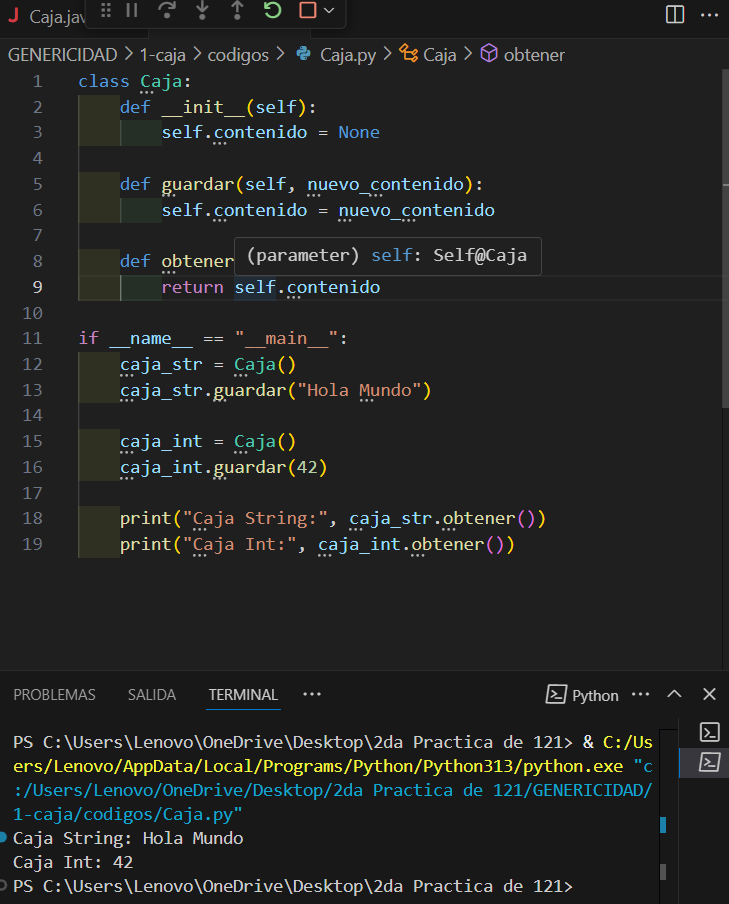 Caja.jav
GENERICIDAD > 1-caja > codigos > Caja.py > Caja > obtener
1 class Caja:
2     def __init__(self):
3         self.contenido = None
4
5     def guardar(self, nuevo_contenido):
6         self.contenido = nuevo_contenido
7
(parameter) self: Self@Caja
8     def obtener
9         return self.contenido
10
11 if __name__ == "__main__":
12     caja_str = Caja()
13     caja_str.guardar("Hola Mundo")
14
15     caja_int = Caja()
16     caja_int.guardar(42)
17
18     print("Caja String:", caja_str.obtener())
19     print("Caja Int:", caja_int.obtener())
PROBLEMAS SALIDA TERMINAL ... Python ...
PS C:\Users\Lenovo\OneDrive\Desktop\2da Practica de 121> & C:/Us
ers/Lenovo/AppData/Local/Programs/Python/Python313/python.exe "c
:/Users/Lenovo/OneDrive/Desktop/2da Practica de 121/GENERICIDAD/
1-caja/codigos/Caja.py"
Caja String: Hola Mundo
Caja Int: 42
PS C:\Users\Lenovo\OneDrive\Desktop\2da Practica de 121>